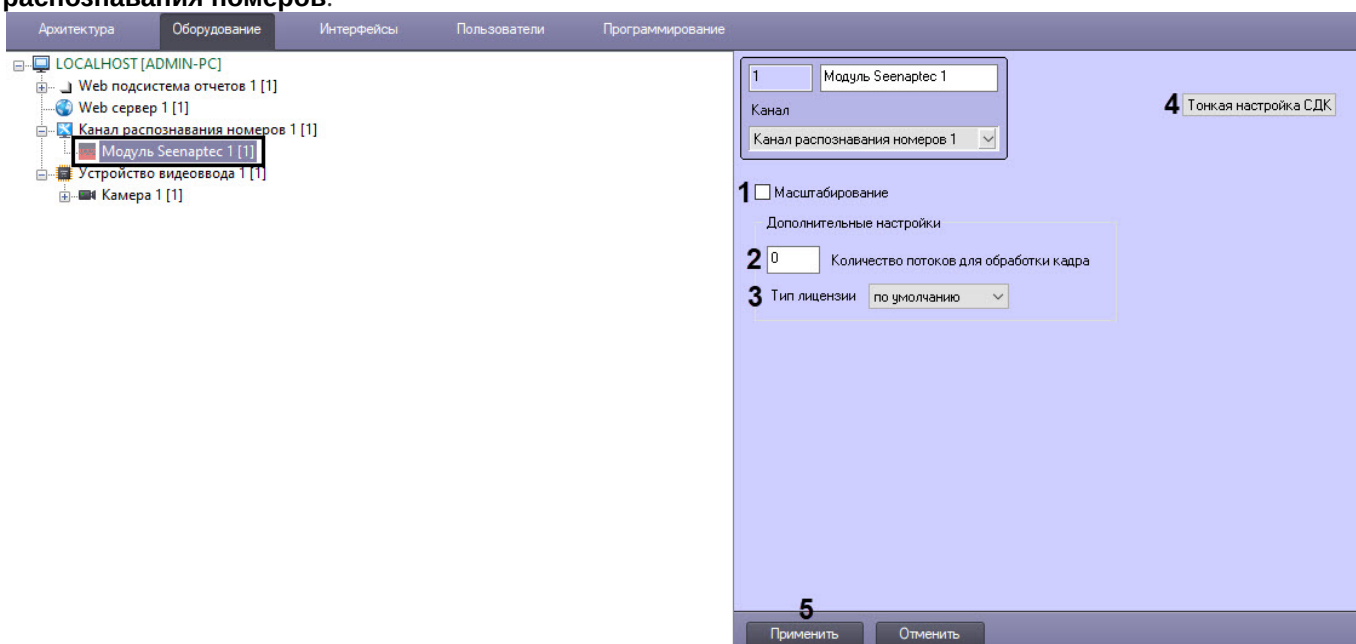 распознавания номеров.
Архитектура Оборудование Интерфейсы Пользователи Программирование
LOCALHOST [ADMIN-PC]
Web подсистема отчетов 1 [1]
Web сервер 1 [1]
Канал распознавания номеров 1 [1]
Модуль Seenaptec 1 [1]
Устройство видеоввода 1 [1]
Камера 1 [1]
1 Модуль Seenaptec 1
Канал
Канал распознавания номеров 1
4 Тонкая настройка СДК
1 Масштабирование
Дополнительные настройки
2 0 Количество потоков для обработки кадра
3 Тип лицензии по умолчанию
5
Применить Отменить